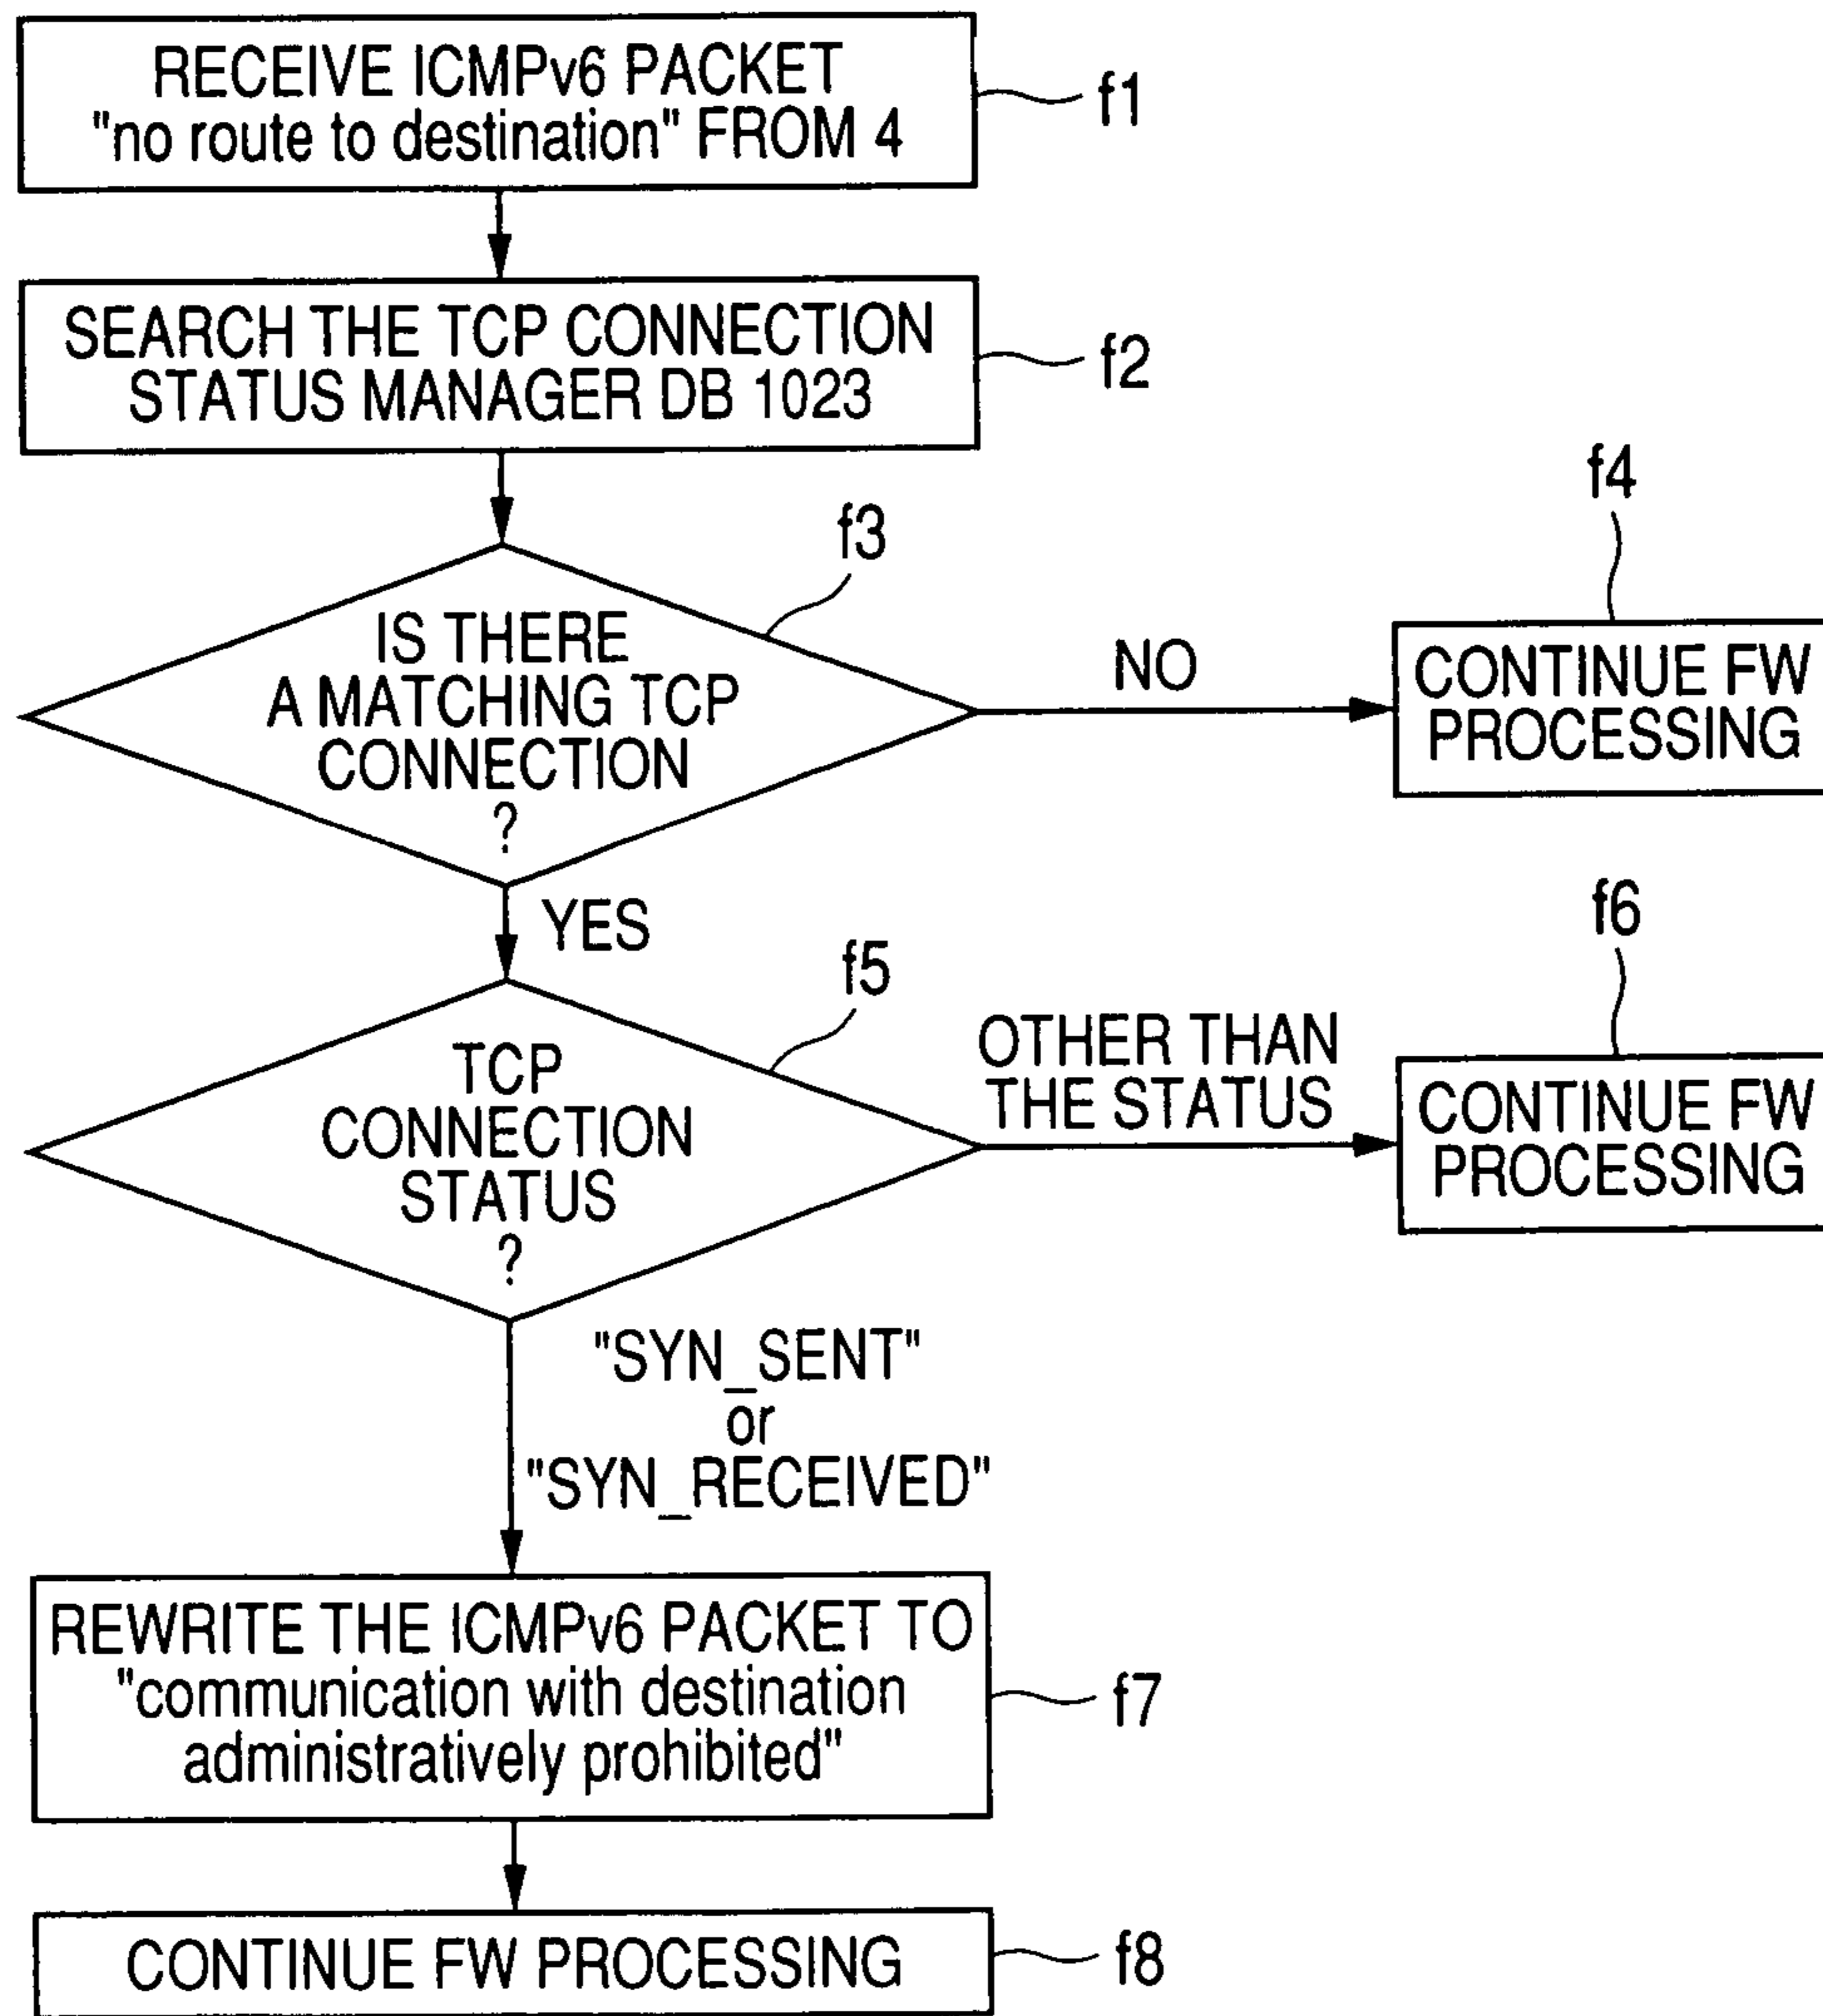 RECEIVE ICMPv6 PACKET
"no route to destination" FROM 4
f1
SEARCH THE TCP CONNECTION
STATUS MANAGER DB 1023
f2
f3
IS THERE
A MATCHING TCP
CONNECTION
?
NO
f4
CONTINUE FW
PROCESSING
YES
f5
TCP
CONNECTION
STATUS
?
OTHER THAN
THE STATUS
f6
CONTINUE FW
PROCESSING
"SYN_SENT"
or
"SYN_RECEIVED"
REWRITE THE ICMPv6 PACKET TO
"communication with destination
administratively prohibited"
f7
CONTINUE FW PROCESSING
f8